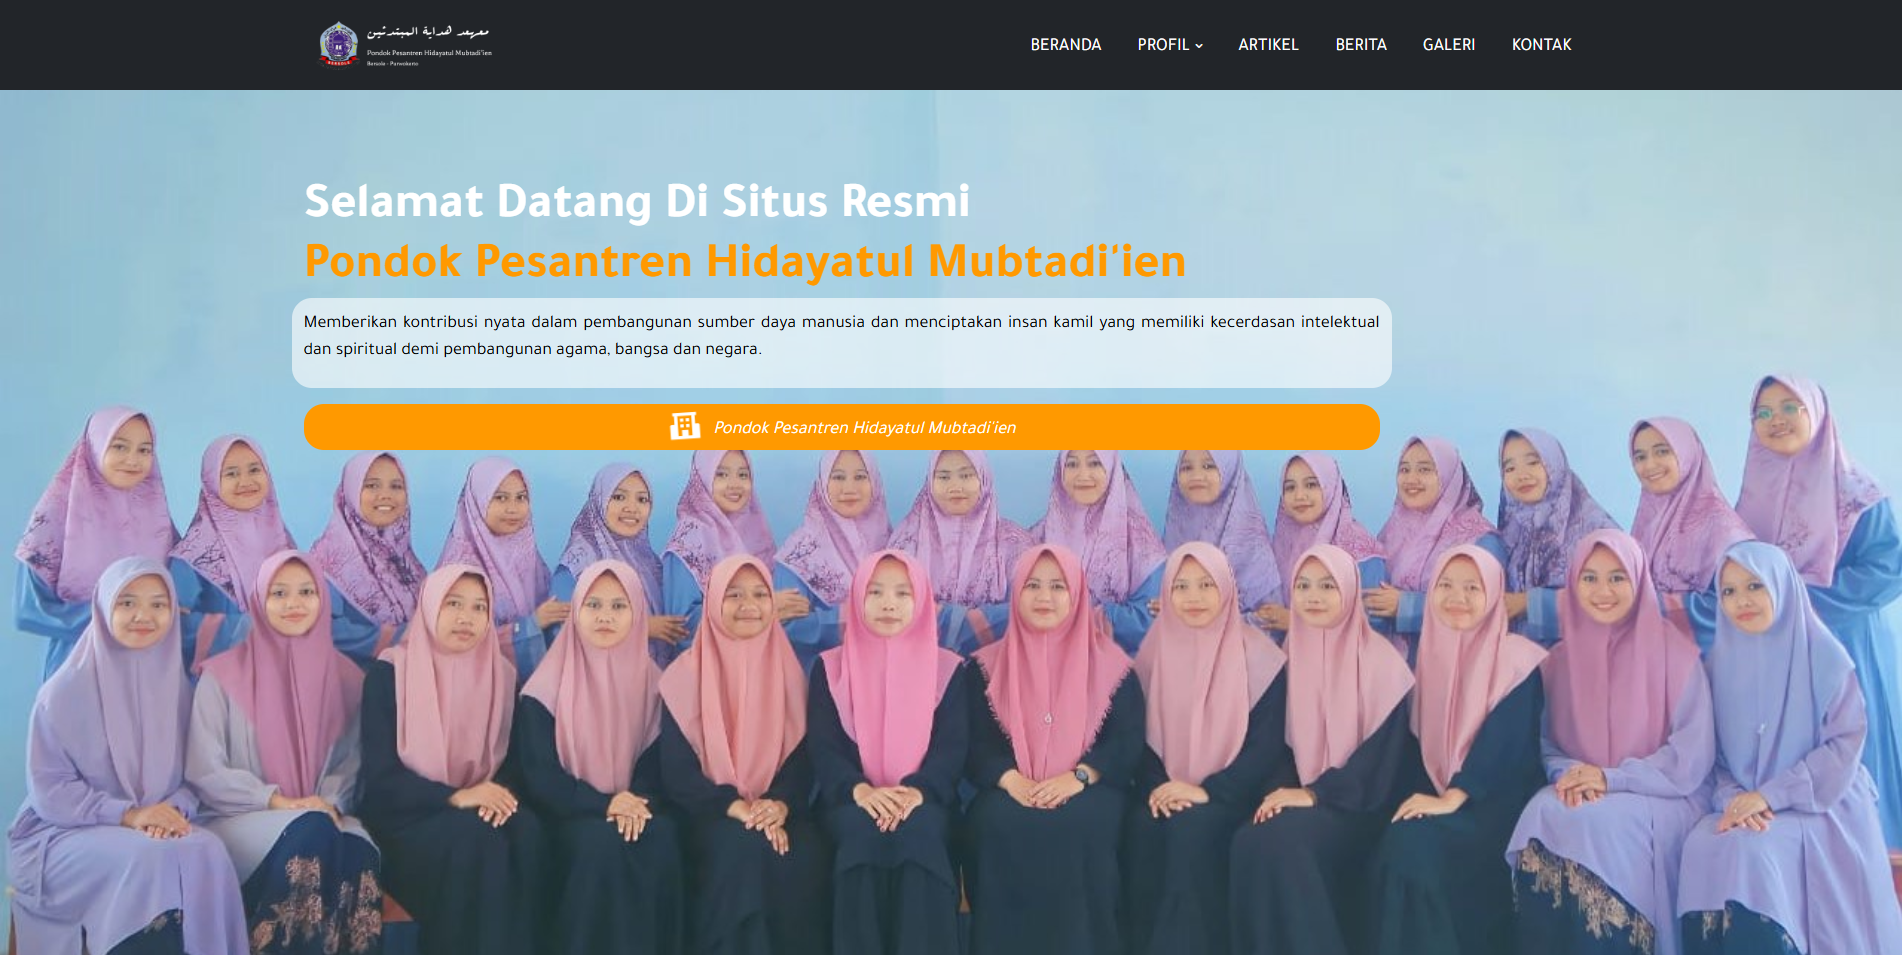 معهد هداية المبتدئين
Pondok Pesantren Hidayatul Mubtadi'ien
Berade - Purwokerto
BERANDA PROFIL ARTIKEL BERITA GALERI KONTAK
Selamat Datang Di Situs Resmi
Pondok Pesantren Hidayatul Mubtadi'ien
Memberikan kontribusi nyata dalam pembangunan sumber daya manusia dan menciptakan insan kamil yang memiliki kecerdasan intelektual
dan spiritual demi pembangunan agama, bangsa dan negara.
Pondok Pesantren Hidayatul Mubtadi'ien